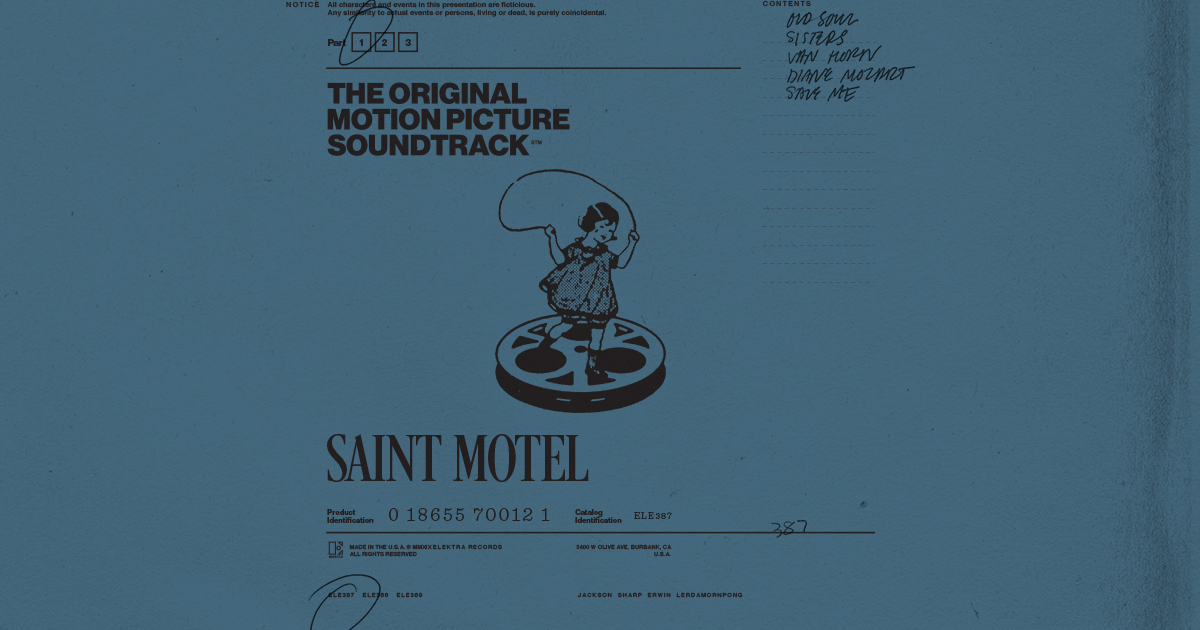 NOTICE All characters and events in this presentation are ficticious.
Any similarity to actual events or persons, living or dead, is purely coincidental.
Part 1 2 3
CONTENTS
OLD SOUL
SISTERS
VAN HORN
DIANE MOZART
SAVE ME
THE ORIGINAL
MOTION PICTURE
SOUNDTRACK
SAINT MOTEL
Product
Identification
0 18655 70012 1
Catalog
Identification
ELE387
387
MADE IN THE U.S.A. ℗ MMXIX ELEKTRA RECORDS
ALL RIGHTS RESERVED
3400 W OLIVE AVE, BURBANK, CA
U.S.A.
ELE387 ELE388 ELE389
JACKSON SHARP ERWIN LERDAMORNPONG